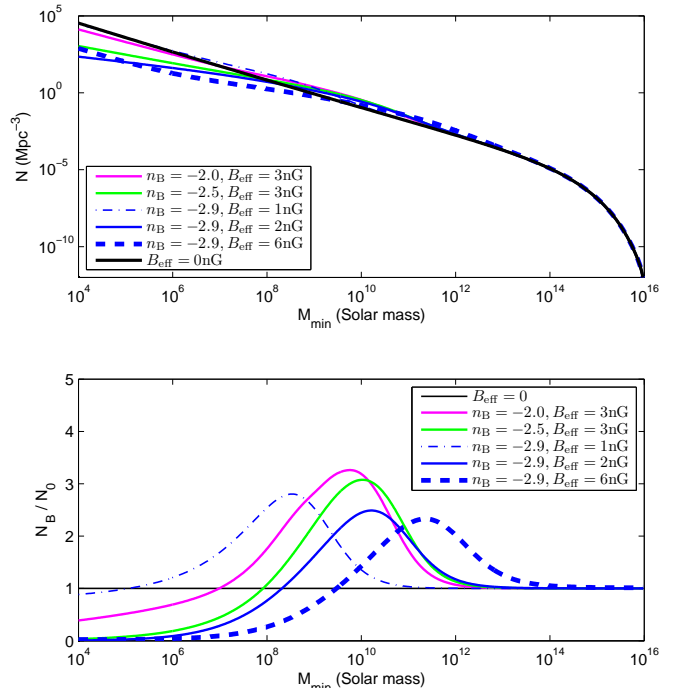 10^5
10^0
10^−5
10^−10
N (Mpc^−3)
n_B = −2.0, B_eff = 3nG
n_B = −2.5, B_eff = 3nG
n_B = −2.9, B_eff = 1nG
n_B = −2.9, B_eff = 2nG
n_B = −2.9, B_eff = 6nG
B_eff = 0nG
10^4 10^6 10^8 10^10 10^12 10^14 10^16
M_min (Solar mass)
5
4
3
2
1
0
N_B / N_0
B_eff = 0
n_B = −2.0, B_eff = 3nG
n_B = −2.5, B_eff = 3nG
n_B = −2.9, B_eff = 1nG
n_B = −2.9, B_eff = 2nG
n_B = −2.9, B_eff = 6nG
10^4 10^6 10^8 10^10 10^12 10^14 10^16
M_min (Solar mass)